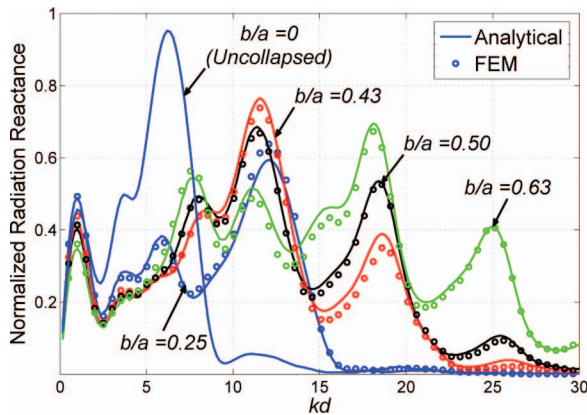 1
0.8
0.6
0.4
0.2
0
5
10
15
20
25
30
Normalized Radiation Reactance
kd
b/a=0
(Uncollapsed)
b/a=0.43
b/a=0.50
b/a=0.63
b/a=0.25
Analytical
FEM